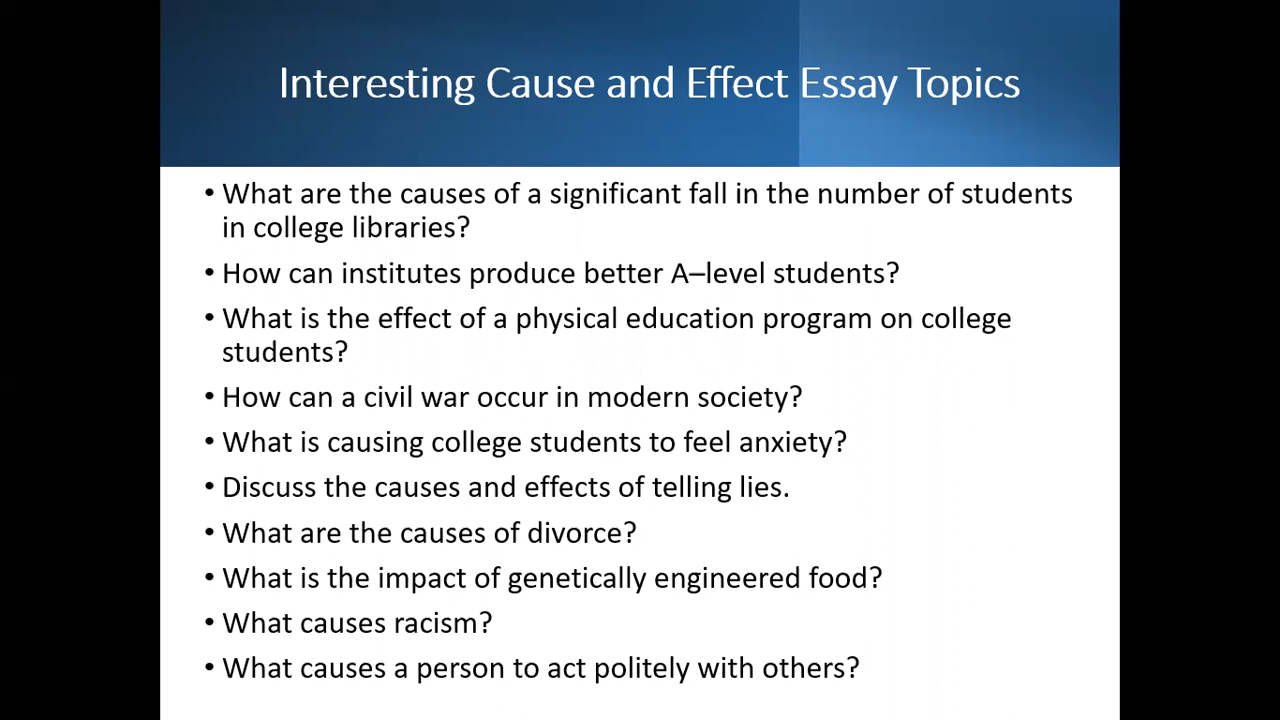 Interesting Cause and Effect Essay Topics
• What are the causes of a significant fall in the number of students
in college libraries?
• How can institutes produce better A–level students?
• What is the effect of a physical education program on college
students?
• How can a civil war occur in modern society?
• What is causing college students to feel anxiety?
• Discuss the causes and effects of telling lies.
• What are the causes of divorce?
• What is the impact of genetically engineered food?
• What causes racism?
• What causes a person to act politely with others?